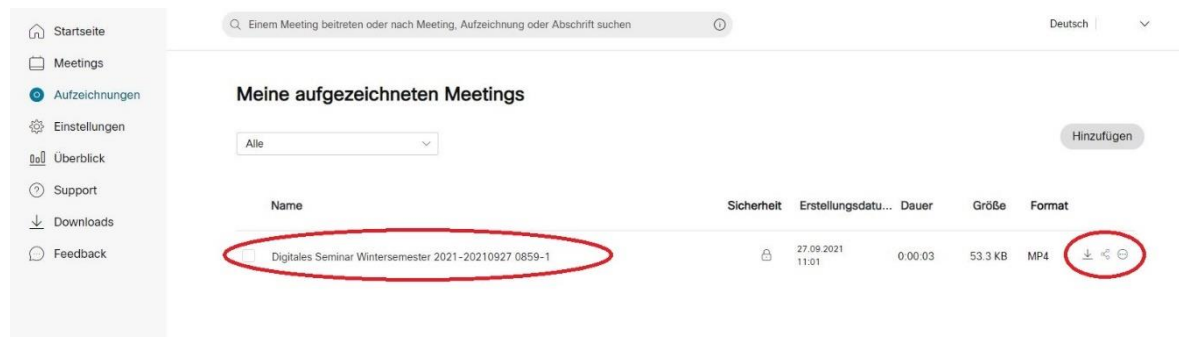 Startseite
Einem Meeting beitreten oder nach Meeting, Aufzeichnung oder Abschrift suchen
Deutsch
Meetings
Aufzeichnungen
Einstellungen
Überblick
Support
Downloads
Feedback
Meine aufgezeichneten Meetings
Alle
Hinzufügen
Name Sicherheit Erstellungsdatu... Dauer Größe Format
Digitales Seminar Wintersemester 2021-20210927 0859-1 27.09.2021 0:00:03 53.3 KB MP4
11:01